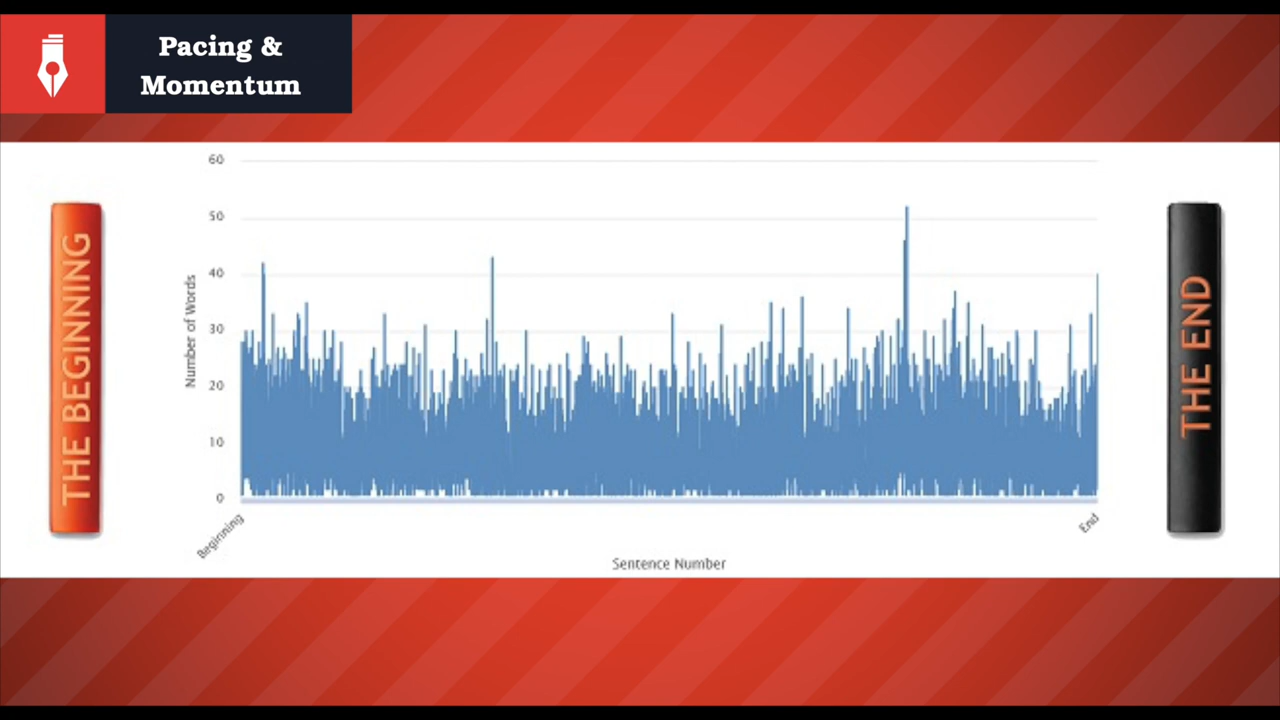 Pacing &
Momentum
THE BEGINNING
60
50
40
30
20
10
0
Number of Words
Beginning
End
Sentence Number
THE END